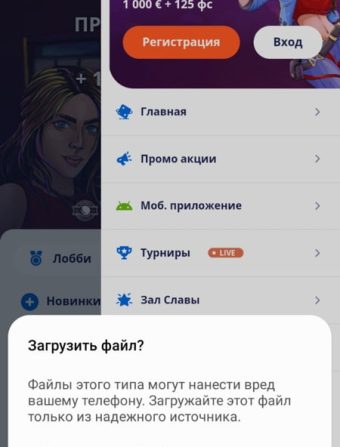 ПР
1 000 € + 125 фс
Регистрация
Вход
+ 1
Главная
Промо акции
Моб. приложение
Турниры
LIVE
Лобби
Зал Славы
Новинки
Загрузить файл?
Файлы этого типа могут нанести вред
вашему телефону. Загружайте этот файл
только из надежного источника.